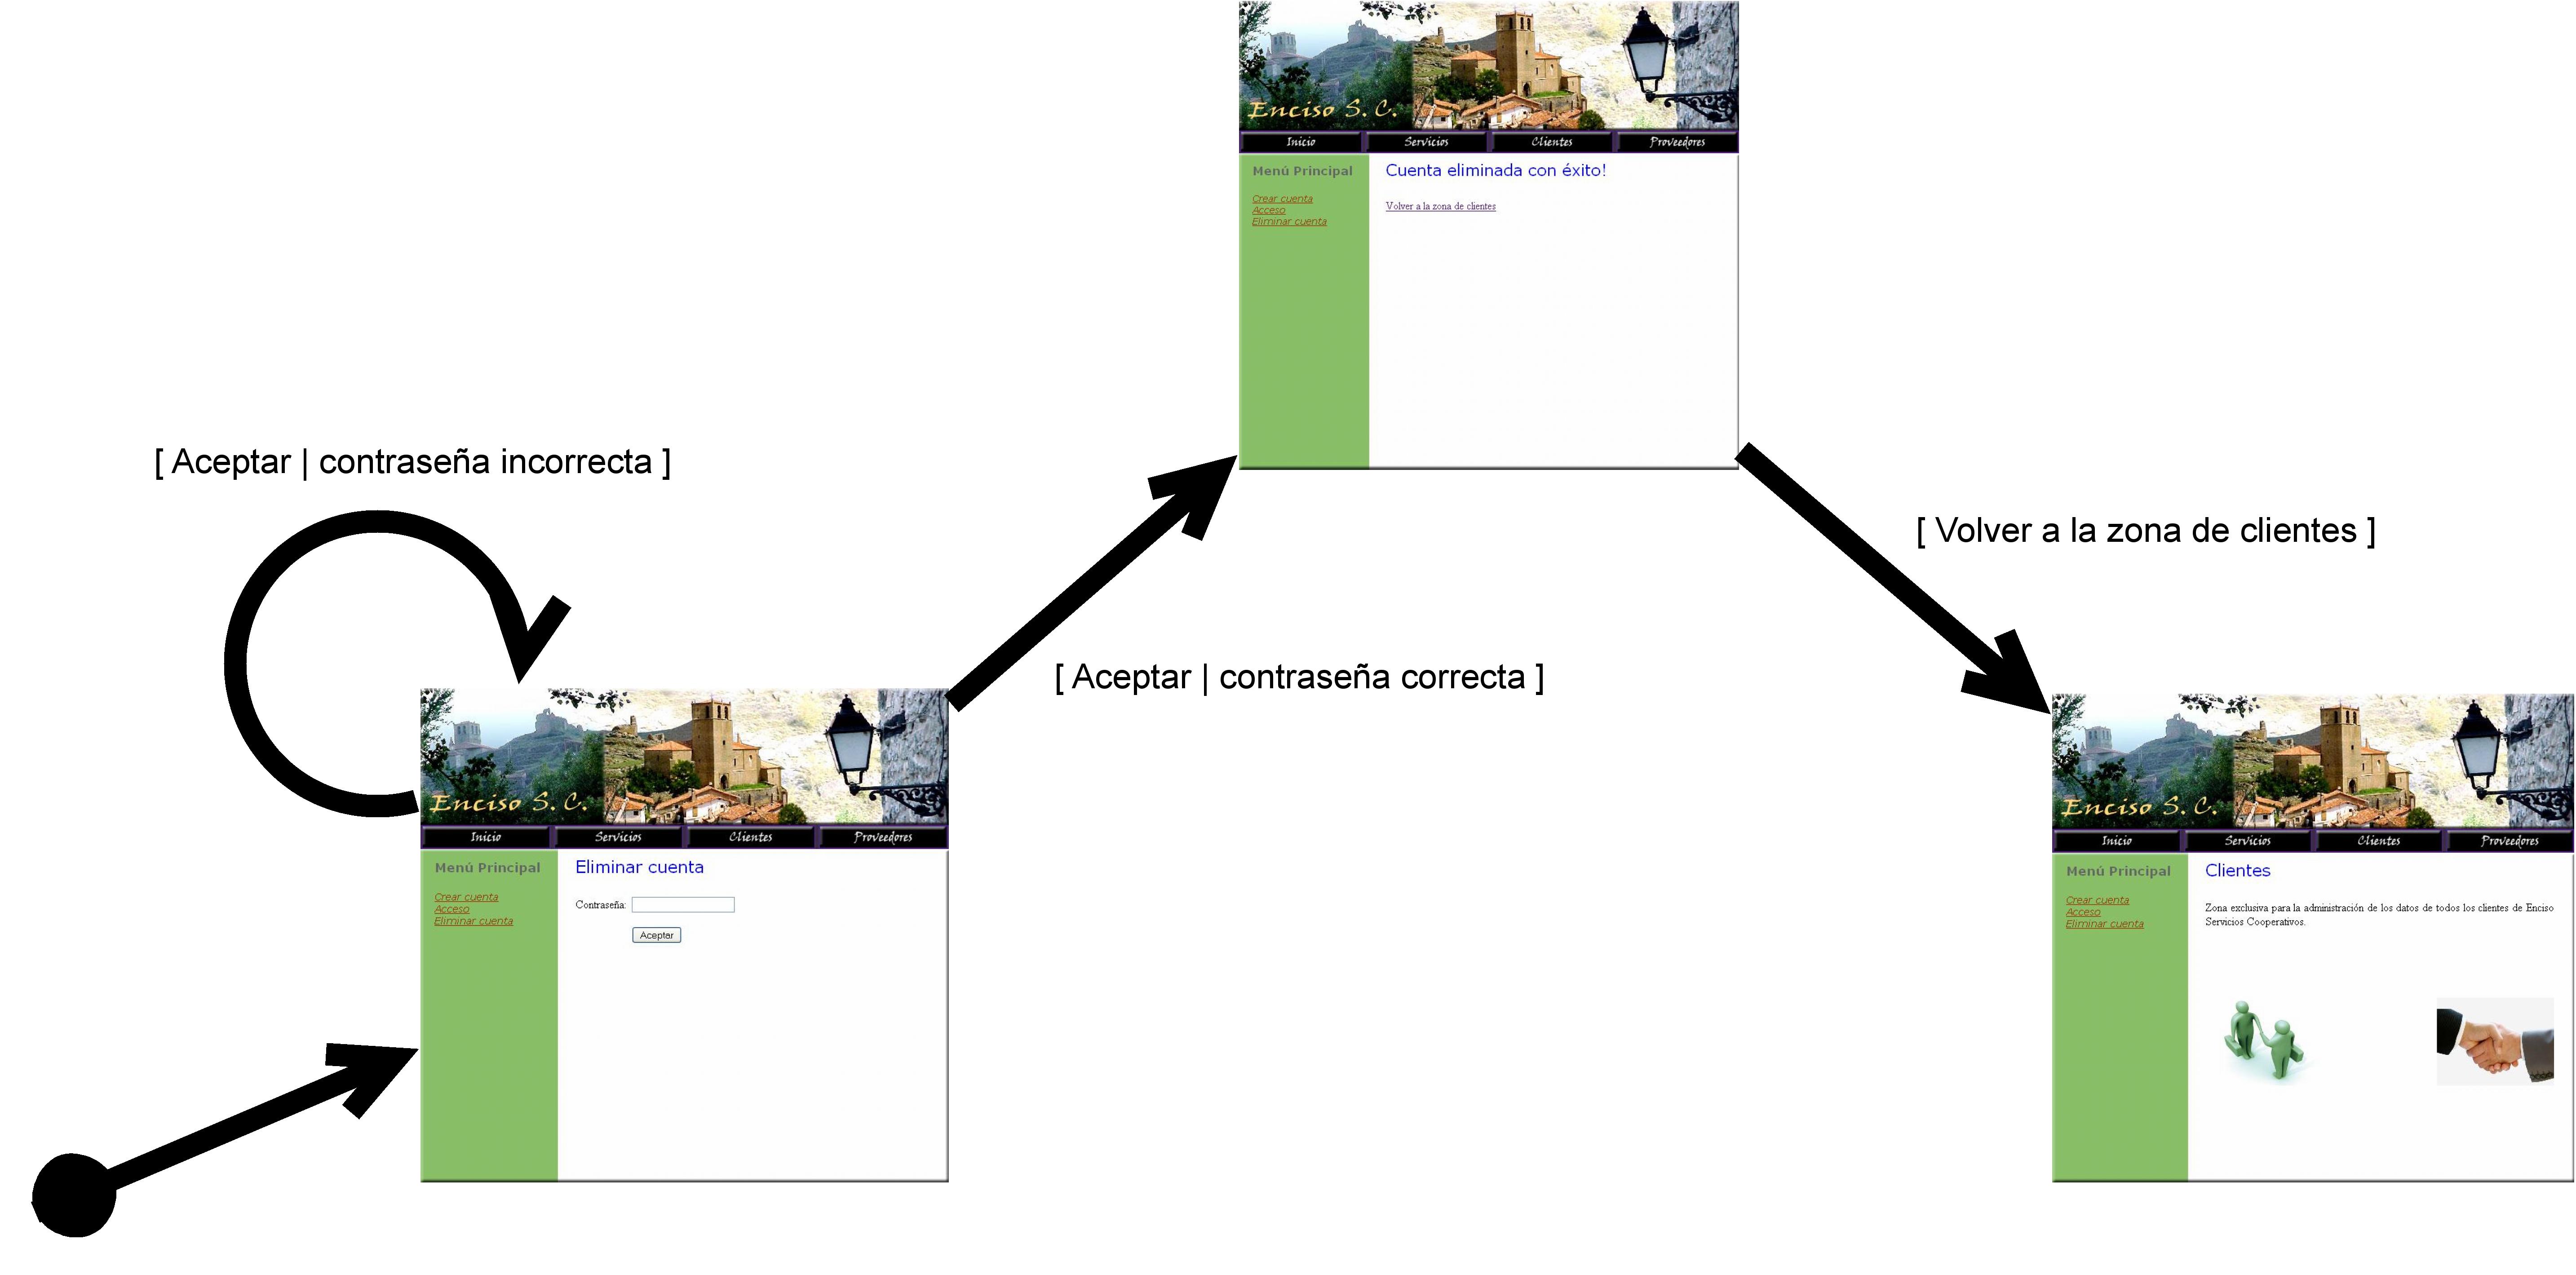 Enciso S. C.
Inicio Servicios Clientes Proveedores
Menú Principal
Crear cuenta
Acceso
Eliminar cuenta
Cuenta eliminada con éxito!
Volver a la zona de clientes
[ Aceptar | contraseña incorrecta ]
[ Volver a la zona de clientes ]
[ Aceptar | contraseña correcta ]
Enciso S. C.
Inicio Servicios Clientes Proveedores
Menú Principal
Crear cuenta
Acceso
Eliminar cuenta
Eliminar cuenta
Contraseña:
Aceptar
Enciso S. C.
Inicio Servicios Clientes Proveedores
Menú Principal
Crear cuenta
Acceso
Eliminar cuenta
Clientes
Zona exclusiva para la administración de los datos de todos los clientes de Enciso
Servicios Cooperativos.